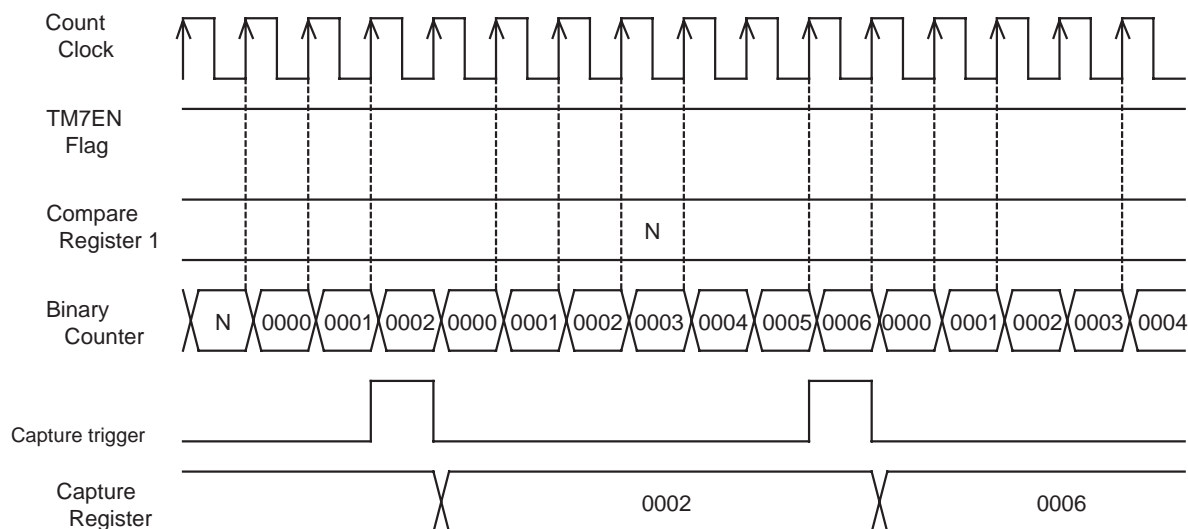 Count
Clock
TM7EN
Flag
Compare
Register 1
N
Binary
Counter
N 0000 0001 0002 0000 0001 0002 0003 0004 0005 0006 0000 0001 0002 0003 0004
Capture trigger
Capture
Register
0002 0006